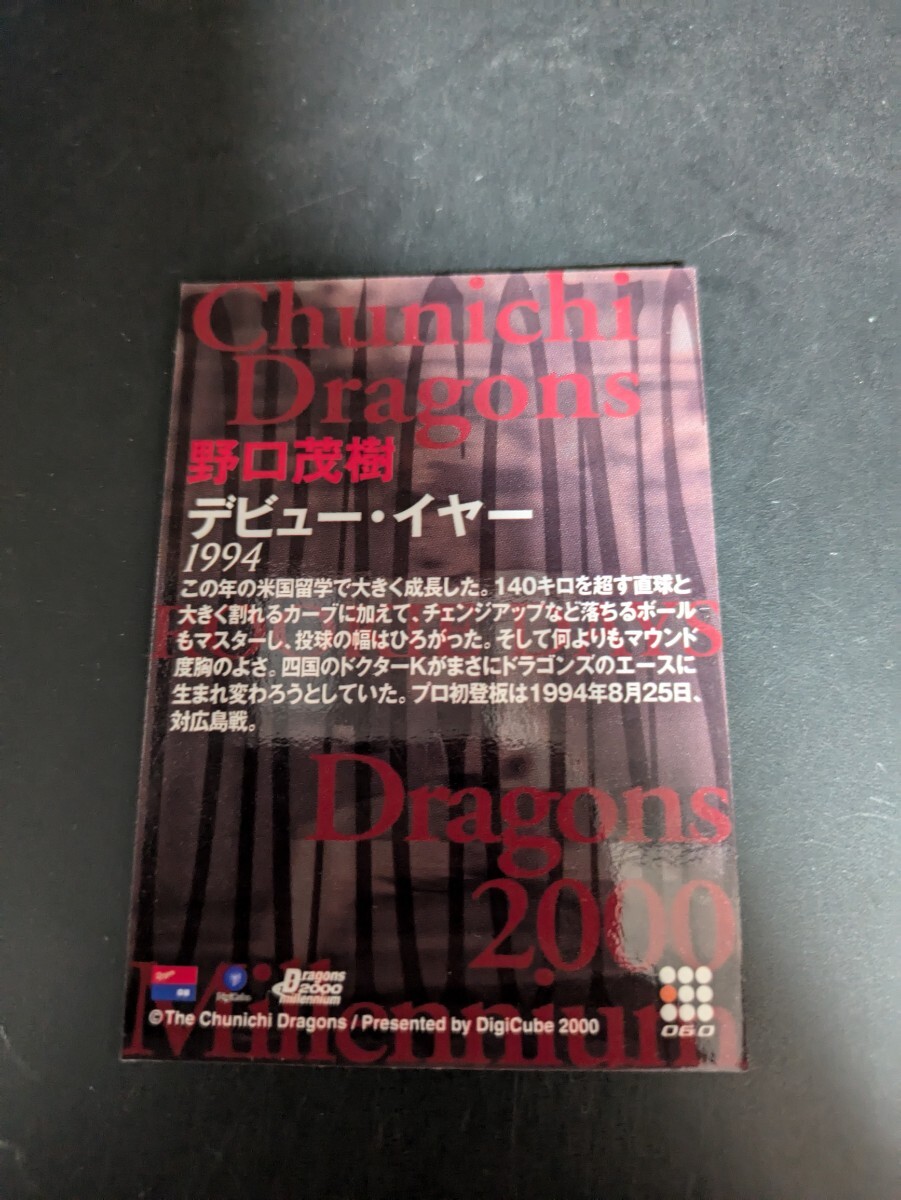 Chunichi
Dragons
野口茂樹
デビュー・イヤー
1994
この年の米国留学で大きく成長した。140キロを超す直球と
大きく割れるカーブに加えて、チェンジアップなど落ちるボール
もマスターし、投球の幅はひろがった。そして何よりもマウンド
度胸のよさ。四国のドクターKがまさにドラゴンズのエースに
生まれ変わろうとしていた。プロ初登板は1994年8月25日、
対広島戦。
Dragons
2000
Millennium
DigiCube
Dragons
2000
millennium
©The Chunichi Dragons / Presented by DigiCube 2000
060